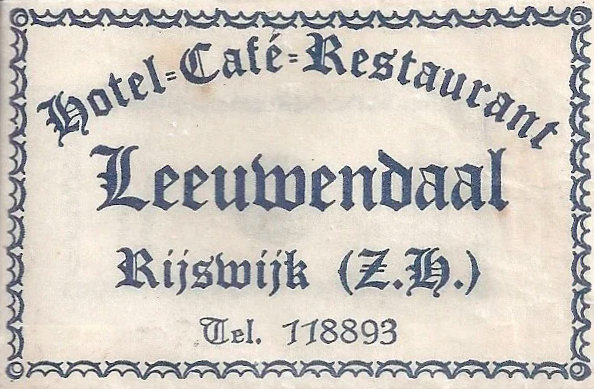 Hotel=Café=Restaurant
Leeuwendaal
Rijswijk (Z.H.)
Tel. 118893